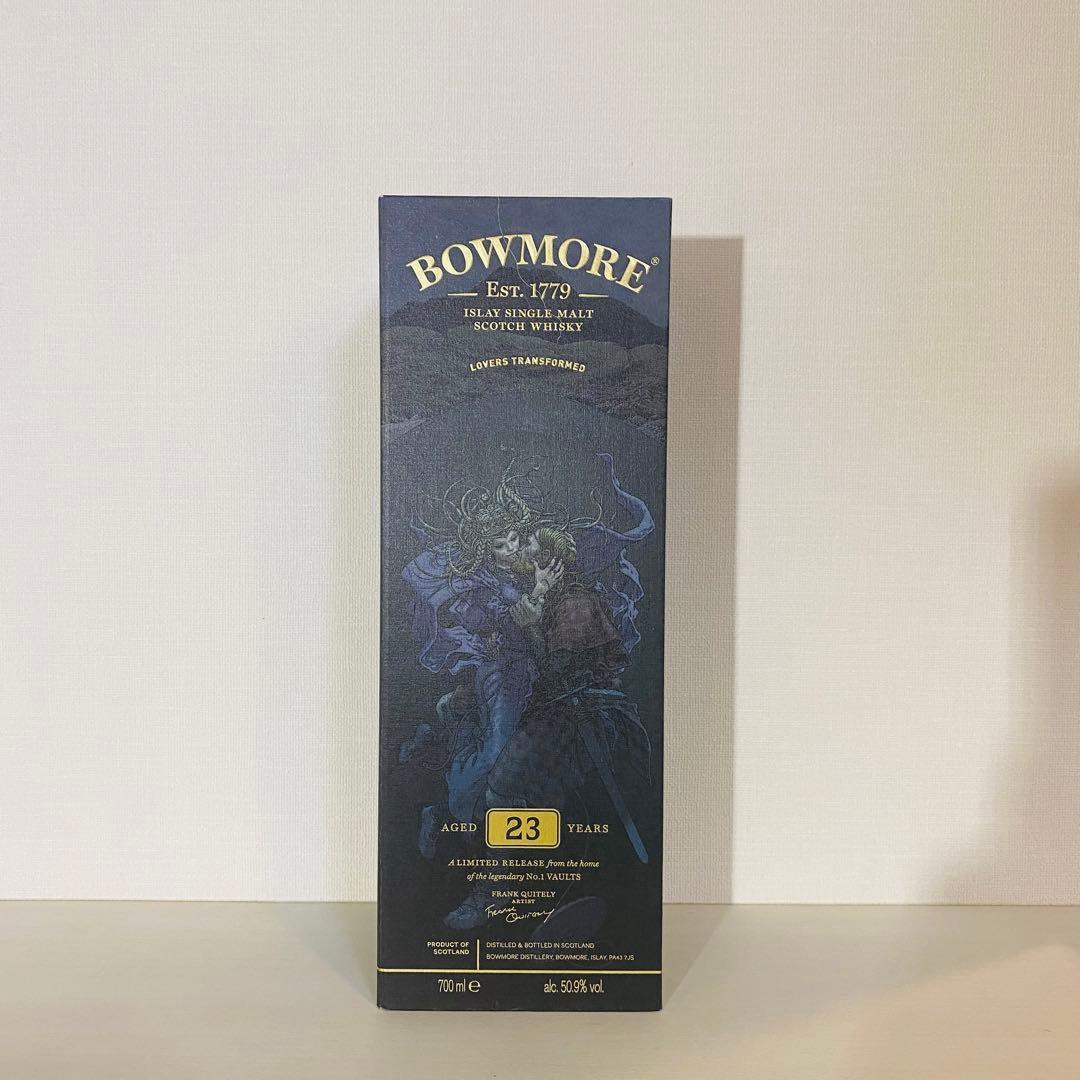 BOWMORE®
EST. 1779
ISLAY SINGLE MALT
SCOTCH WHISKY
LOVERS TRANSFORMED
AGED 23 YEARS
A LIMITED RELEASE from the home
of the legendary No.1 VAULTS
FRANK QUITELY
ARTIST
Frank
Quitely
PRODUCT OF
SCOTLAND
DISTILLED & BOTTLED IN SCOTLAND
BOWMORE DISTILLERY, BOWMORE, ISLAY, PA43 7JS
700 ml ℮ alc. 50.9% vol.